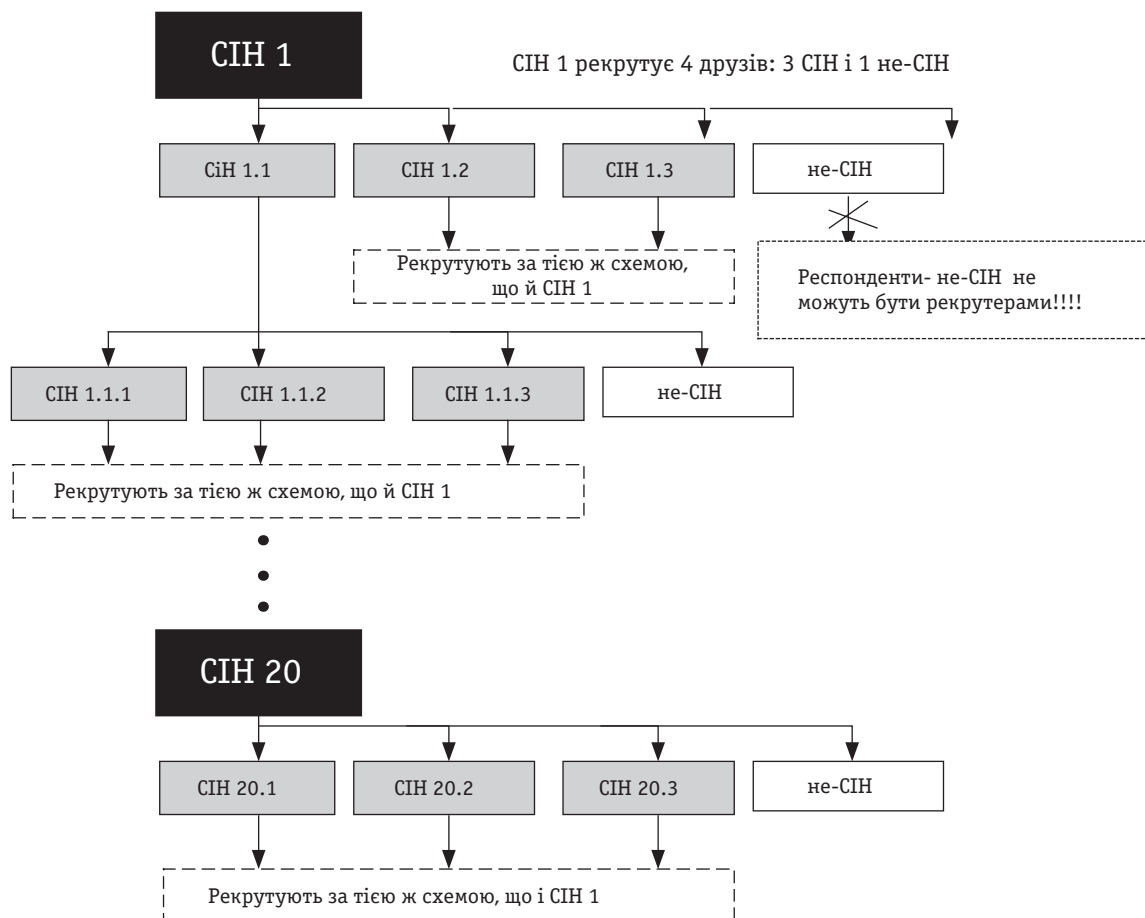 СІН 1
СІН 1 рекрутує 4 друзів: 3 СІН і 1 не-СІН
СіН 1.1
СІН 1.2
СІН 1.3
не-СІН
Рекрутують за тією ж схемою,
що й СІН 1
Респонденти- не-СІН не
можуть бути рекрутерами!!!!
СІН 1.1.1
СІН 1.1.2
СІН 1.1.3
не-СІН
Рекрутують за тією ж схемою, що й СІН 1
СІН 20
СІН 20.1
СІН 20.2
СІН 20.3
не-СІН
Рекрутують за тією ж схемою, що і СІН 1